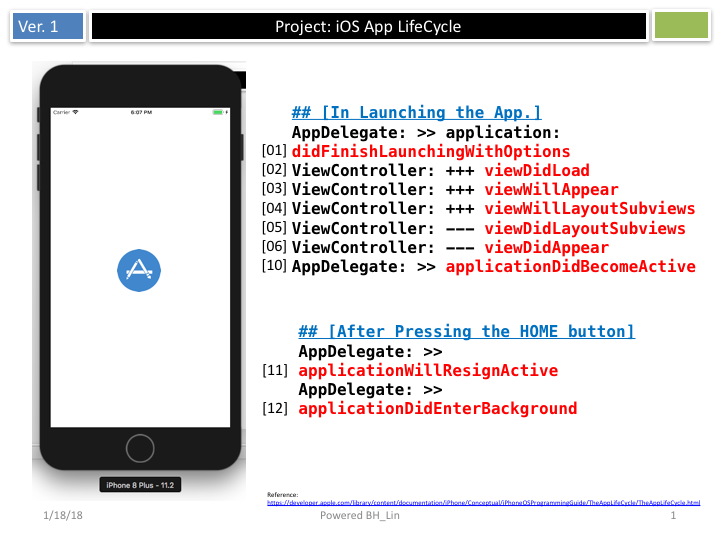 Ver. 1
Project: iOS App LifeCycle
Carrier
6:07 PM
iPhone 8 Plus - 11.2
## [In Launching the App.]
AppDelegate: >> application:
[01] didFinishLaunchingWithOptions
[02] ViewController: +++ viewDidLoad
[03] ViewController: +++ viewWillAppear
[04] ViewController: +++ viewWillLayoutSubviews
[05] ViewController: --- viewDidLayoutSubviews
[06] ViewController: --- viewDidAppear
[10] AppDelegate: >> applicationDidBecomeActive
## [After Pressing the HOME button]
AppDelegate: >>
[11] applicationWillResignActive
AppDelegate: >>
[12] applicationDidEnterBackground
Reference:
https://developer.apple.com/library/content/documentation/iPhone/Conceptual/iPhoneOSProgrammingGuide/TheAppLifeCycle/TheAppLifeCycle.html
1/18/18
Powered BH_Lin
1